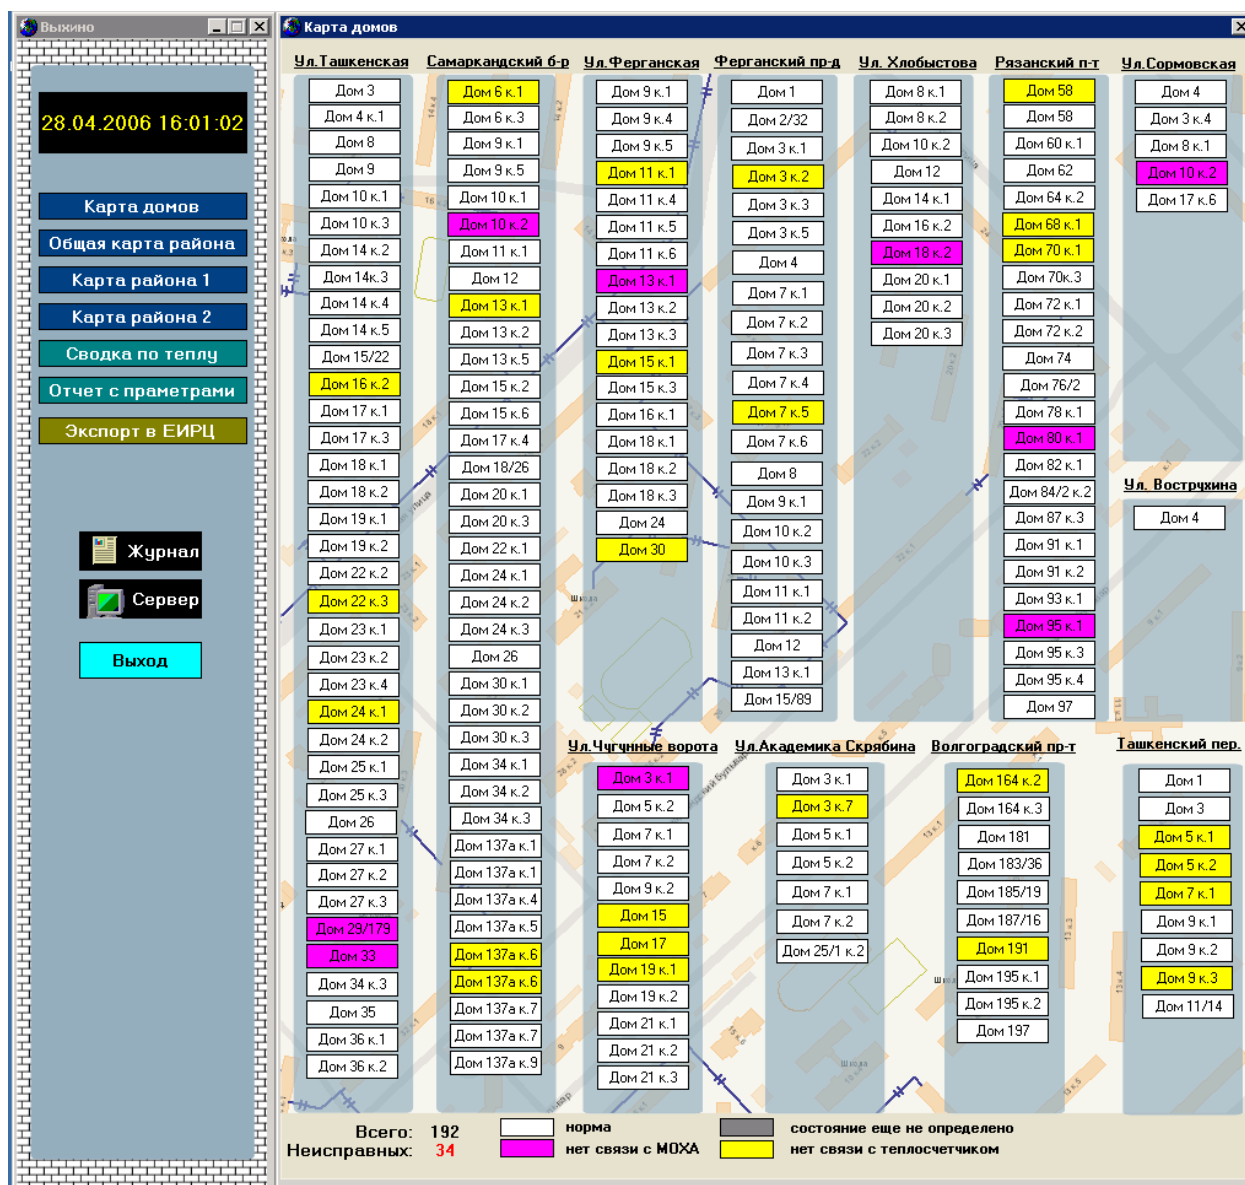 Выхино
28.04.2006 16:01:02
Карта домов
Общая карта района
Карта района 1
Карта района 2
Сводка по теплу
Отчет с праметрами
Экспорт в ЕИРЦ
Журнал
Сервер
Выход
Карта домов
Ул.Ташкенская
Дом 3
Дом 4 к.1
Дом 8
Дом 9
Дом 10 к.1
Дом 10 к.3
Дом 14 к.2
Дом 14к.3
Дом 14 к.4
Дом 14 к.5
Дом 15/22
Дом 16 к.2
Дом 17 к.1
Дом 17 к.3
Дом 18 к.1
Дом 18 к.2
Дом 19 к.1
Дом 19 к.2
Дом 22 к.2
Дом 22 к.3
Дом 23 к.1
Дом 23 к.2
Дом 23 к.4
Дом 24 к.1
Дом 24 к.2
Дом 25 к.1
Дом 25 к.3
Дом 26
Дом 27 к.1
Дом 27 к.2
Дом 27 к.3
Дом 29/179
Дом 33
Дом 34 к.3
Дом 35
Дом 36 к.1
Дом 36 к.2
Самаркандский б-р
Дом 6 к.1
Дом 6 к.3
Дом 9 к.1
Дом 9 к.5
Дом 10 к.1
Дом 10 к.2
Дом 11 к.1
Дом 12
Дом 13 к.1
Дом 13 к.2
Дом 13 к.5
Дом 15 к.2
Дом 15 к.6
Дом 17 к.4
Дом 18/26
Дом 20 к.1
Дом 20 к.3
Дом 22 к.1
Дом 24 к.1
Дом 24 к.2
Дом 24 к.3
Дом 26
Дом 30 к.1
Дом 30 к.2
Дом 30 к.3
Дом 34 к.1
Дом 34 к.2
Дом 34 к.3
Дом 137а к.1
Дом 137а к.1
Дом 137а к.4
Дом 137а к.5
Дом 137а к.6
Дом 137а к.6
Дом 137а к.7
Дом 137а к.7
Дом 137а к.9
Ул.Ферганская
Дом 9 к.1
Дом 9 к.4
Дом 9 к.5
Дом 11 к.1
Дом 11 к.4
Дом 11 к.5
Дом 11 к.6
Дом 13 к.1
Дом 13 к.2
Дом 13 к.3
Дом 15 к.1
Дом 15 к.3
Дом 16 к.1
Дом 18 к.1
Дом 18 к.2
Дом 18 к.3
Дом 24
Дом 30
Ферганский пр-д
Дом 1
Дом 2/32
Дом 3 к.1
Дом 3 к.2
Дом 3 к.3
Дом 3 к.5
Дом 4
Дом 7 к.1
Дом 7 к.2
Дом 7 к.3
Дом 7 к.4
Дом 7 к.5
Дом 7 к.6
Дом 8
Дом 9 к.1
Дом 10 к.2
Дом 10 к.3
Дом 11 к.1
Дом 11 к.2
Дом 12
Дом 13 к.1
Дом 15/89
Ул. Хлобыстова
Дом 8 к.1
Дом 8 к.2
Дом 10 к.2
Дом 12
Дом 14 к.1
Дом 16 к.2
Дом 18 к.2
Дом 20 к.1
Дом 20 к.2
Дом 20 к.3
Рязанский п-т
Дом 58
Дом 58
Дом 60 к.1
Дом 62
Дом 64 к.2
Дом 68 к.1
Дом 70 к.1
Дом 70к.3
Дом 72 к.1
Дом 72 к.2
Дом 74
Дом 76/2
Дом 78 к.1
Дом 80 к.1
Дом 82 к.1
Дом 84/2 к.2
Дом 87 к.3
Дом 91 к.1
Дом 91 к.2
Дом 93 к.1
Дом 95 к.1
Дом 95 к.3
Дом 95 к.4
Дом 97
Ул.Сормовская
Дом 4
Дом 3 к.4
Дом 8 к.1
Дом 10 к.2
Дом 17 к.6
Ул. Вострухина
Дом 4
Ул.Чугунные ворота
Дом 3 к.1
Дом 5 к.2
Дом 7 к.1
Дом 7 к.2
Дом 9 к.2
Дом 15
Дом 17
Дом 19 к.1
Дом 19 к.2
Дом 21 к.1
Дом 21 к.2
Дом 21 к.3
Ул.Академика Скрябина
Дом 3 к.1
Дом 3 к.7
Дом 5 к.1
Дом 5 к.2
Дом 7 к.1
Дом 7 к.2
Дом 25/1 к.2
Волгоградский пр-т
Дом 164 к.2
Дом 164 к.3
Дом 181
Дом 183/36
Дом 185/19
Дом 187/16
Дом 191
Дом 195 к.1
Дом 195 к.2
Дом 197
Ташкенский пер.
Дом 1
Дом 3
Дом 5 к.1
Дом 5 к.2
Дом 7 к.1
Дом 9 к.1
Дом 9 к.2
Дом 9 к.3
Дом 11/14
Всего: 192
Неисправных: 34
норма
нет связи с МОХА
состояние еще не определено
нет связи с теплосчетчиком